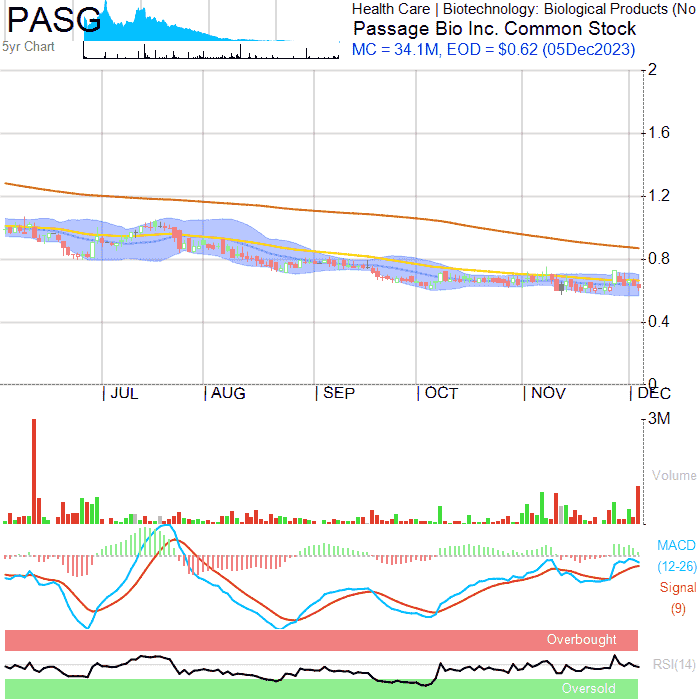 PASG
5yr Chart
Health Care | Biotechnology: Biological Products (No
Passage Bio Inc. Common Stock
MC = 34.1M, EOD = $0.62 (05Dec2023)
2
1.6
1.2
0.8
0.4
0
JUL AUG SEP OCT NOV DEC
3M
Volume
MACD
(12-26)
Signal
(9)
Overbought
RSI(14)
Oversold